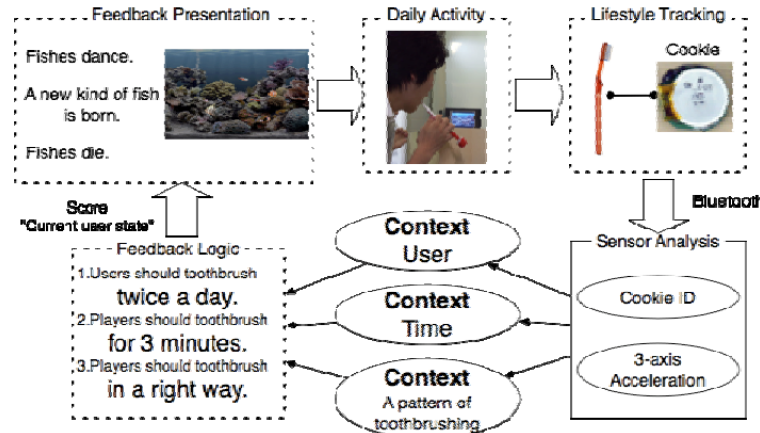 Feedback Presentation
Fishes dance.
A new kind of fish
is born.
Fishes die.
Daily Activity
Lifestyle Tracking
Cookie
Score
"Current user state"
Bluetooth
Feedback Logic
1.Users should toothbrush
twice a day.
2.Players should toothbrush
for 3 minutes.
3.Players should toothbrush
in a right way.
Context
User
Context
Time
Context
A pattern of
toothbrushing
Sensor Analysis
Cookie ID
3-axis
Acceleration